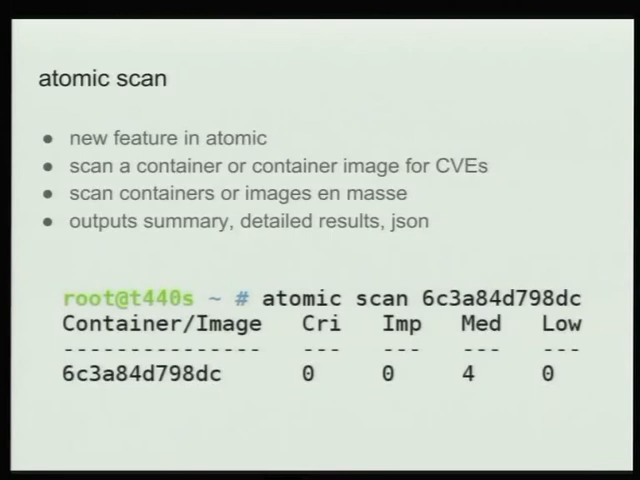 atomic scan
● new feature in atomic
● scan a container or container image for CVEs
● scan containers or images en masse
● outputs summary, detailed results, json
root@t440s ~ # atomic scan 6c3a84d798dc
Container/Image Cri Imp Med Low
--------------- --- --- --- ---
6c3a84d798dc 0 0 4 0